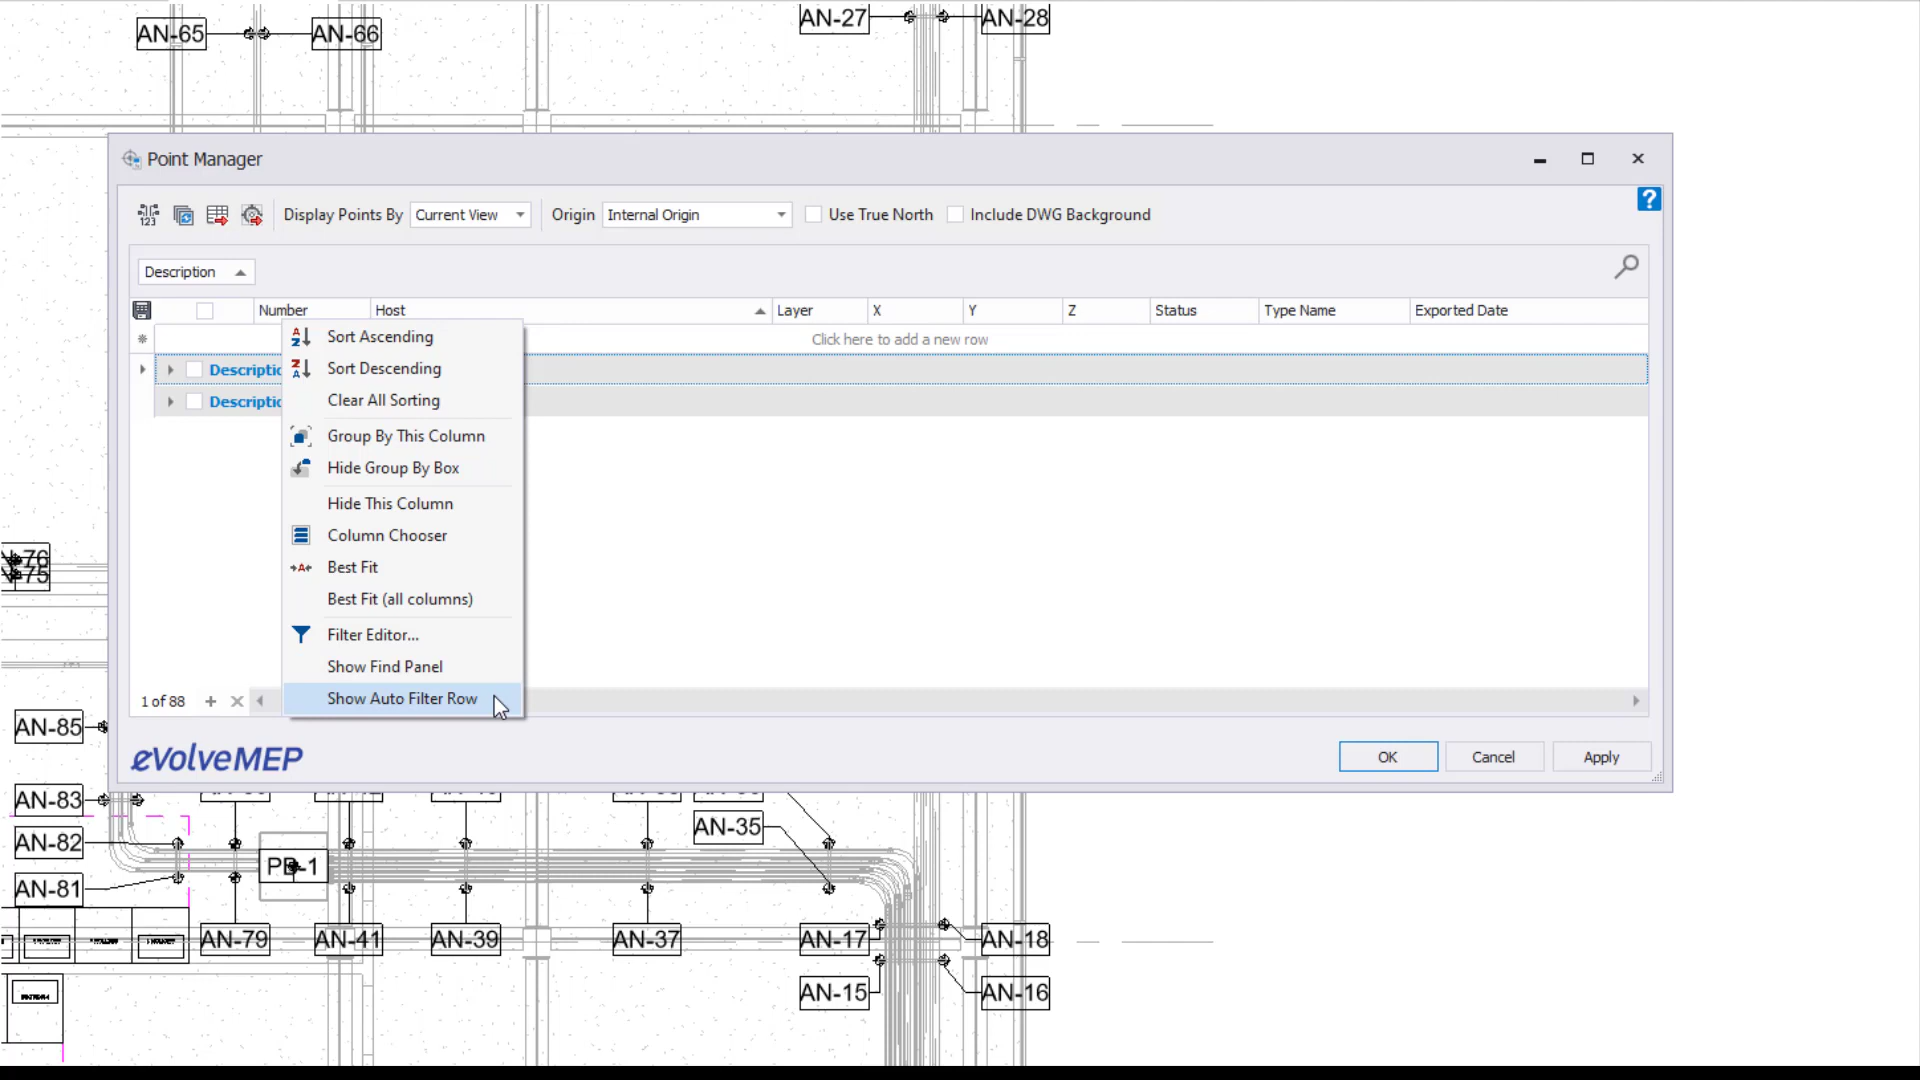 AN-65
AN-66
AN-27
AN-28
Point Manager
123
Display Points By
Current View
Origin
Internal Origin
Use True North
Include DWG Background
?
Description
Number
Host
Layer
X
Y
Z
Status
Type Name
Exported Date
Click here to add a new row
Descriptio
Descriptio
Sort Ascending
Sort Descending
Clear All Sorting
Group By This Column
Hide Group By Box
Hide This Column
Column Chooser
Best Fit
Best Fit (all columns)
Filter Editor...
Show Find Panel
Show Auto Filter Row
1 of 88
eVolveMEP
OK
Cancel
Apply
AN-85
AN-83
AN-82
AN-81
AN-35
PB-1
AN-79
AN-41
AN-39
AN-37
AN-17
AN-18
AN-15
AN-16